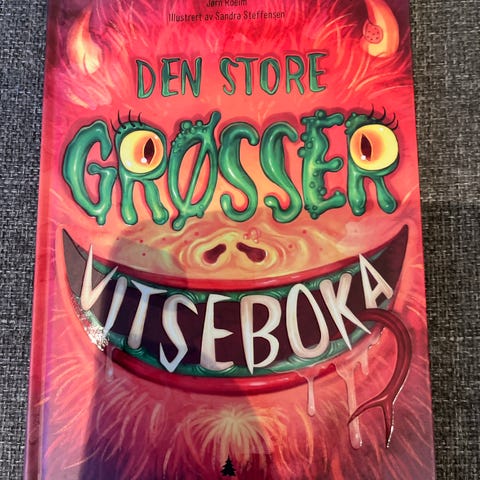 Jørn Roeim
Illustrert av Sandra Steffensen
DEN STORE
GRØSSER
VITSEBOKA